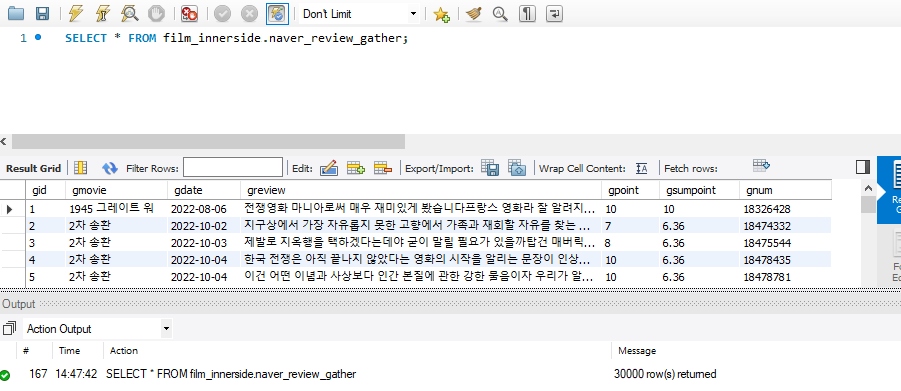 Don't Limit
1 SELECT * FROM film_innerside.naver_review_gather;
Result Grid Filter Rows: Edit: Export/Import: Wrap Cell Content: Fetch rows:
gid gmovie gdate greview gpoint gsumpoint gnum
1 1945 그레이트 워 2022-08-06 전쟁영화 마니아로써 매우 재미있게 봤습니다프랑스 영화라 잘 알려지... 10 10 18326428
2 2차 송환 2022-10-02 지구상에서 가장 자유롭지 못한 고향에서 가족과 재회할 자유를 찾는 ... 7 6.36 18474332
3 2차 송환 2022-10-03 제발로 지옥행을 택하겠다는데야 굳이 말릴 필요가 있을까탑건 매버릭... 8 6.36 18475544
4 2차 송환 2022-10-04 한국 전쟁은 아직 끝나지 않았다는 영화의 시작을 알리는 문장이 인상... 10 6.36 18478435
5 2차 송환 2022-10-04 이건 어떤 이념과 사상보다 인간 본질에 관한 강한 물음이자 우리가 알... 10 6.36 18478781
Output
Action Output
# Time Action Message
167 14:47:42 SELECT * FROM film_innerside.naver_review_gather 30000 row(s) returned